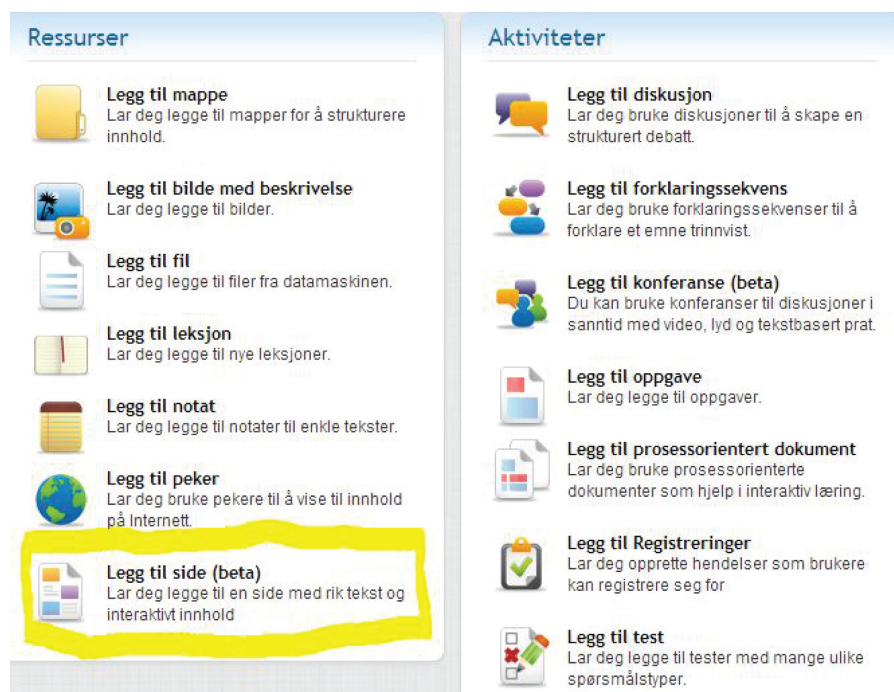 Ressurser
Legg til mappe
Lar deg legge til mapper for å strukturere
innhold.
Legg til bilde med beskrivelse
Lar deg legge til bilder.
Legg til fil
Lar deg legge til filer fra datamaskinen.
Legg til leksjon
Lar deg legge til nye leksjoner.
Legg til notat
Lar deg legge til notater til enkle tekster.
Legg til peker
Lar deg bruke pekere til å vise til innhold
på Internett.
Legg til side (beta)
Lar deg legge til en side med rik tekst og
interaktivt innhold
Aktiviteter
Legg til diskusjon
Lar deg bruke diskusjoner til å skape en
strukturert debatt.
Legg til forklaringssekvens
Lar deg bruke forklaringssekvenser til å
forklare et emne trinnvist.
Legg til konferanse (beta)
Du kan bruke konferanser til diskusjoner i
sanntid med video, lyd og tekstbasert prat.
Legg til oppgave
Lar deg legge til oppgaver.
Legg til prosessorientert dokument
Lar deg bruke prosessorienterte
dokumenter som hjelp i interaktiv læring.
Legg til Registreringer
Lar deg opprette hendelser som brukere
kan registrere seg for
Legg til test
Lar deg legge til tester med mange ulike
spørsmålstyper.